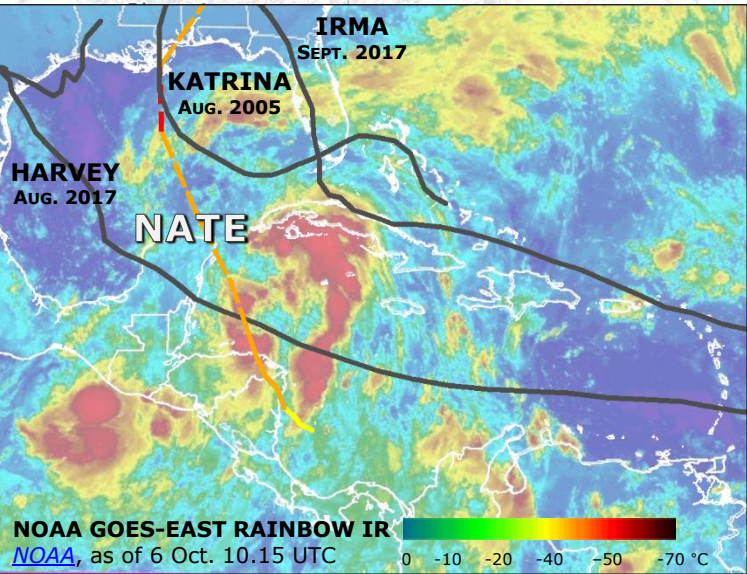 IRMA
SEPT. 2017
KATRINA
AUG. 2005
HARVEY
AUG. 2017
NATE
NOAA GOES-EAST RAINBOW IR
NOAA, as of 6 Oct. 10.15 UTC
0 -10 -20 -40 -50 -70 °C